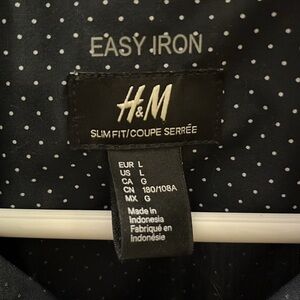 EASY IRON
H&M
SLIM FIT/COUPE SERRÉE
EUR L
US L
CA G
CN 180/108A
MX G
Made in
Indonesia
Fabriqué en
Indonésie